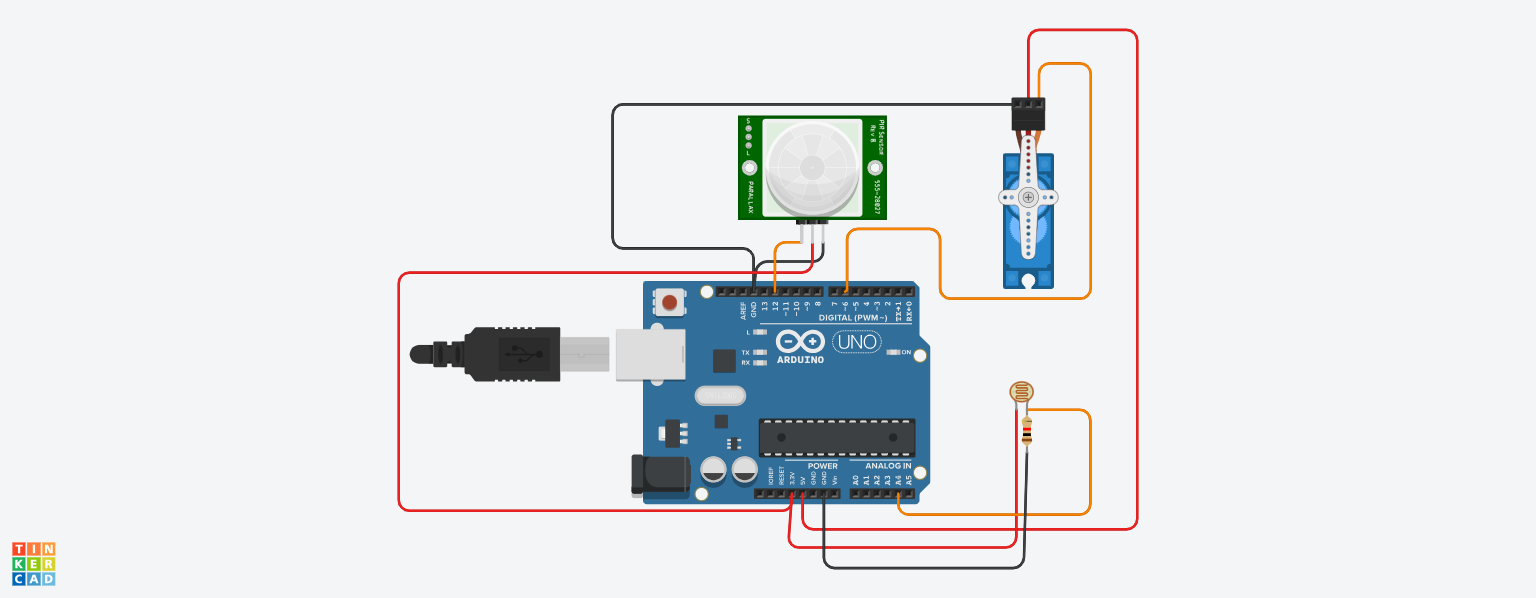 S
L
PIR SENSOR
Rev B
PARALLAX
555-28027
AREF
GND
13
12
~11
~10
~9
8
7
~6
~5
4
~3
2
TX→1
RX←0
DIGITAL (PWM~)
L
TX
RX
ARDUINO
UNO
ON
POWER
ANALOG IN
IOREF
RESET
3.3V
5V
GND
GND
Vin
A0
A1
A2
A3
A4
A5
TIN
KER
CAD